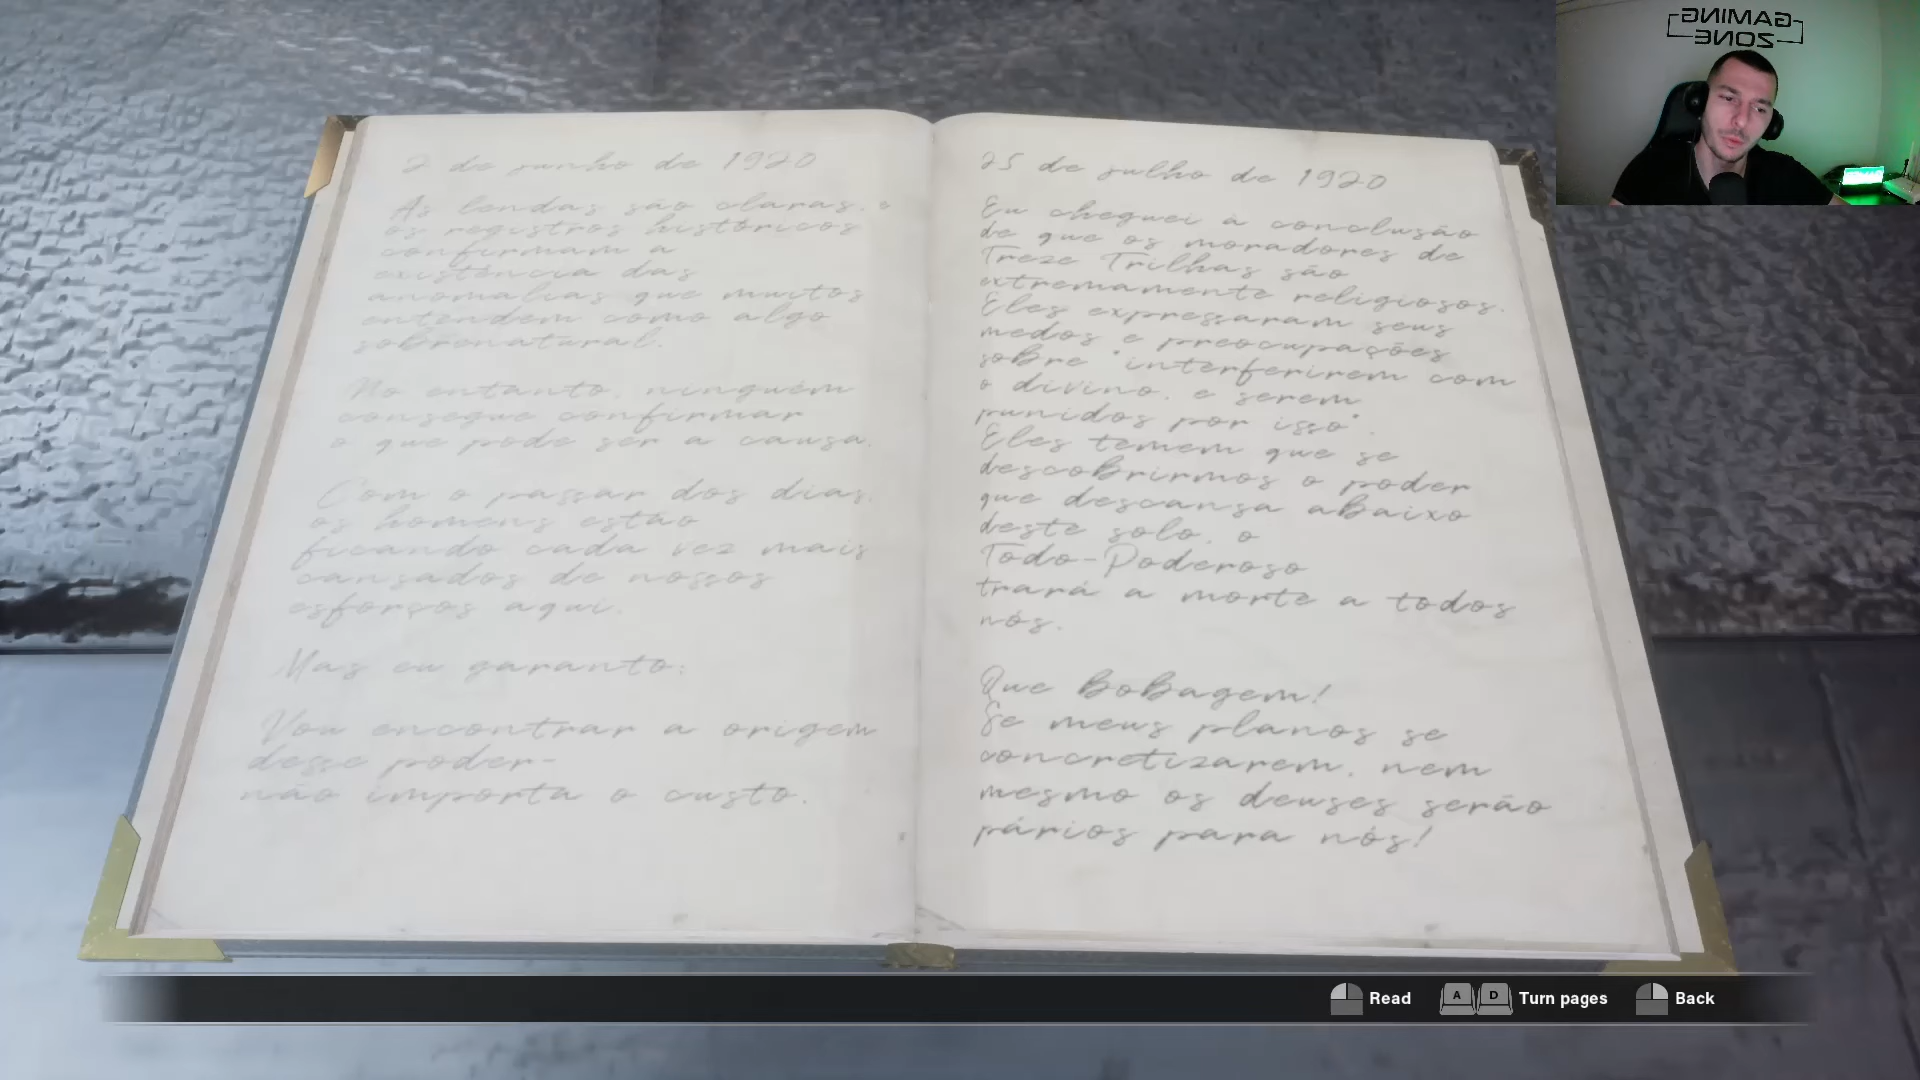 GAMING
ZONE
2 de junho de 1920
As lendas são claras, e
os registros históricos
confirmam a
existência das
anomalias que muitos
entendem como algo
sobrenatural.
No entanto, ninguém
consegue confirmar
o que pode ser a causa.
Com o passar dos dias,
os homens estão
ficando cada vez mais
cansados de nossos
esforços aqui.
Mas eu garanto:
Vou encontrar a origem
desse poder-
não importa o custo.
25 de julho de 1920
Eu cheguei à conclusão
de que os moradores de
Treze Trilhas são
extremamente religiosos.
Eles expressaram seus
medos e preocupações
sobre "interferirem com
o divino, e serem
punidos por isso".
Eles temem que se
descobrirmos o poder
que descansa abaixo
deste solo, o
Todo-Poderoso
trará a morte a todos
nós.
Que bobagem!
Se meus planos se
concretizarem, nem
mesmo os deuses serão
pários para nós!
Read
A D Turn pages
Back